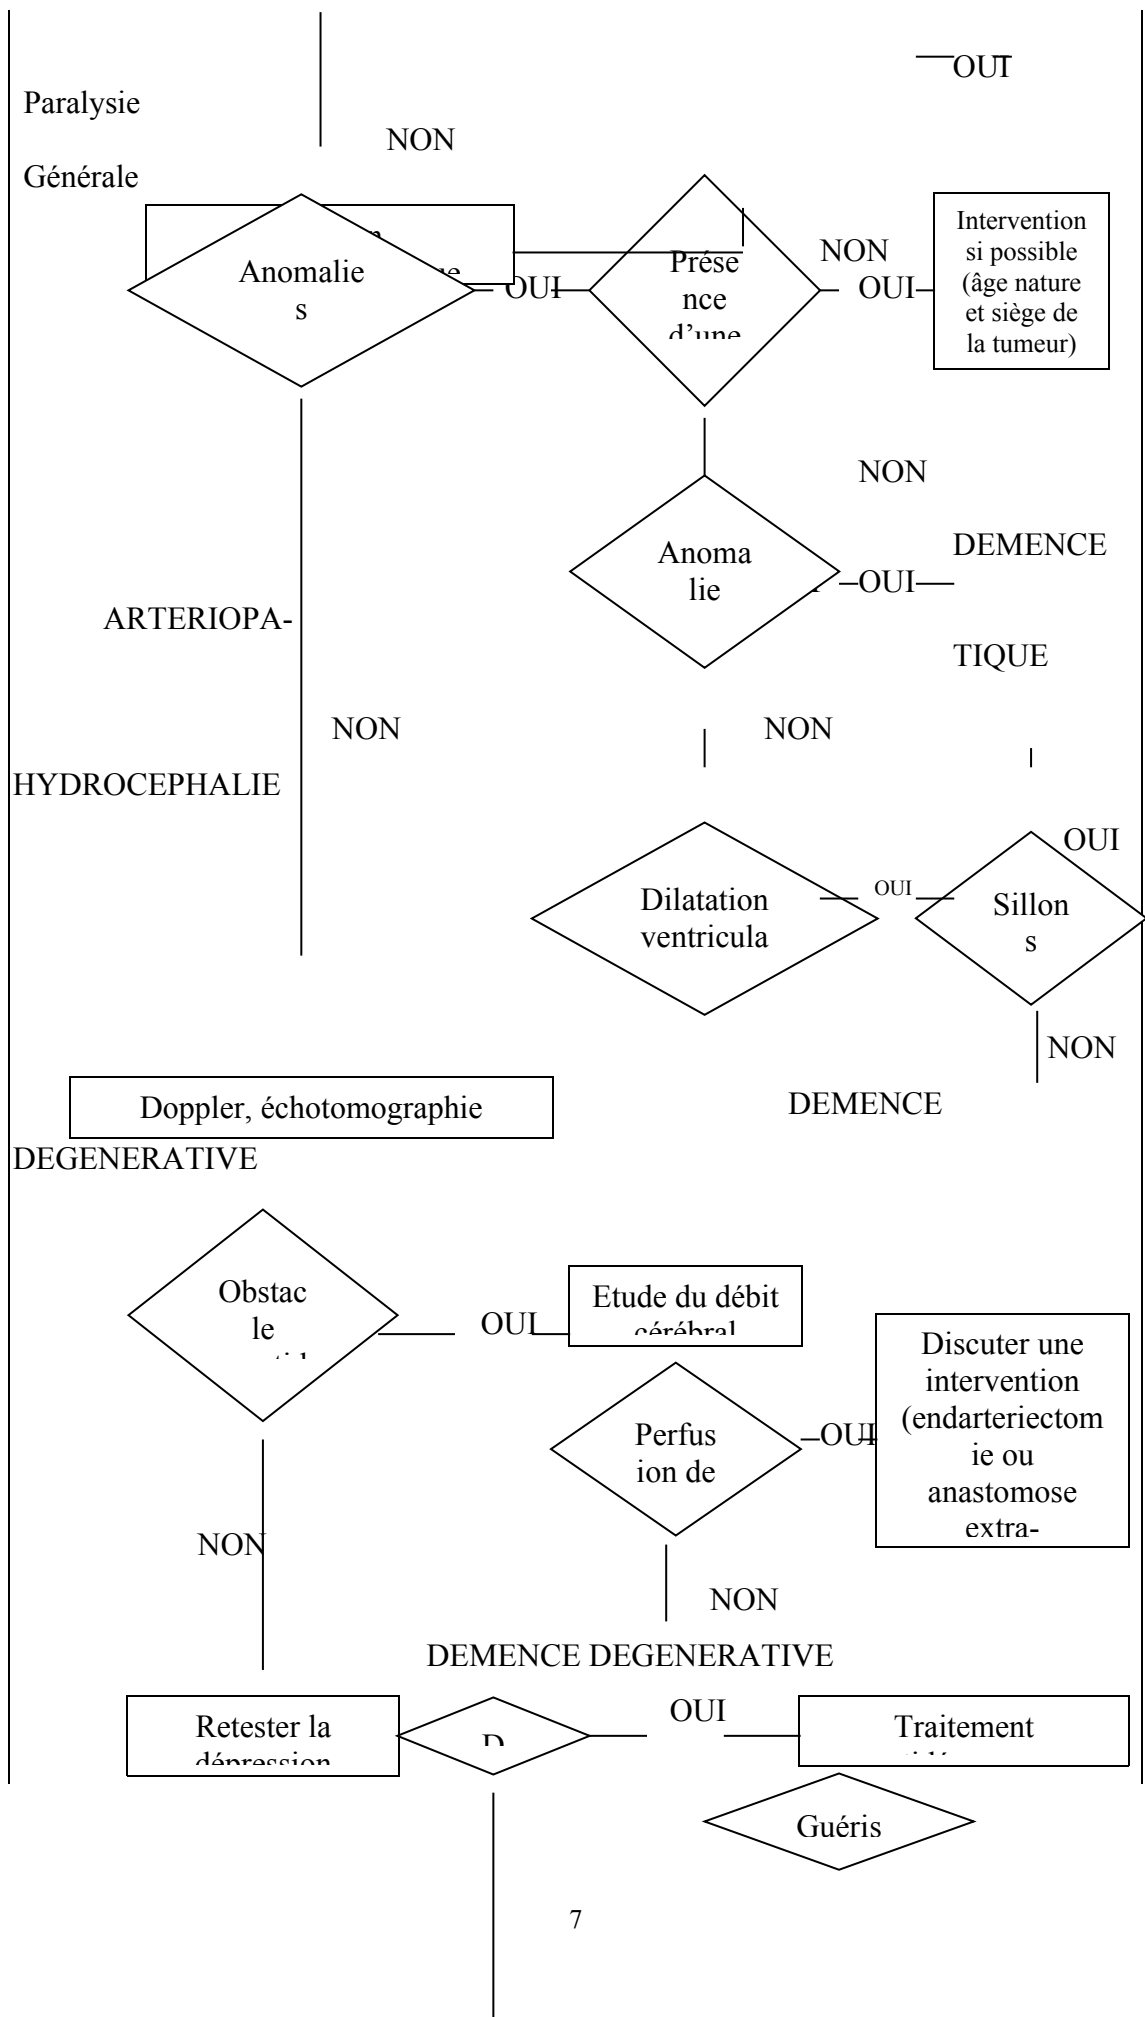 OUI
Paralysie
NON
Générale
Anomalie
s
OUI
Prése
nce
d’une
NON
OUI
Intervention
si possible
(âge nature
et siège de
la tumeur)
NON
DEMENCE
Anoma
lie
OUI
ARTERIOPA-
TIQUE
NON
NON
HYDROCEPHALIE
OUI
Dilatation
ventricula
OUI
Sillon
s
NON
DEMENCE
Doppler, échotomographie
DEGENERATIVE
Obstac
le
OUI
Etude du débit
cérébral
Discuter une
intervention
(endarteriectom
ie ou
anastomose
extra-
Perfus
ion de
OUI
NON
NON
DEMENCE DEGENERATIVE
Retester la
dépression
D
OUI
Traitement
Guéris
7